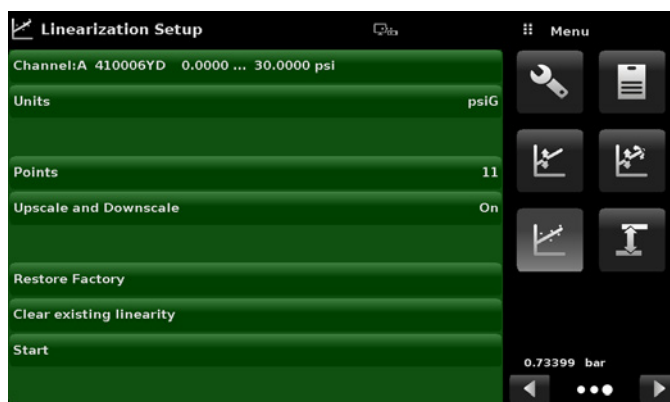 Linearization Setup
Channel:A 410006YD 0.0000 ... 30.0000 psi
Units psiG
Points 11
Upscale and Downscale On
Restore Factory
Clear existing linearity
Start
Menu
0.73399 bar